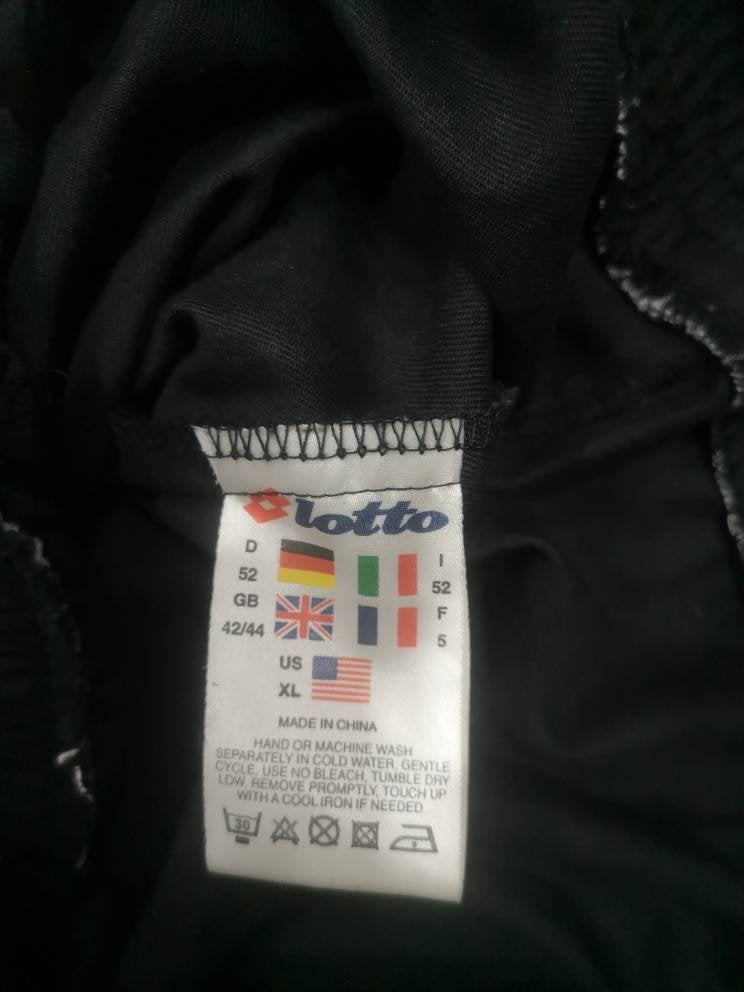 lotto
D
52
I
52
GB
42/44
F
5
US
XL
MADE IN CHINA
HAND OR MACHINE WASH
SEPARATELY IN COLD WATER, GENTLE
CYCLE, USE NO BLEACH, TUMBLE DRY
LOW, REMOVE PROMPTLY, TOUCH UP
WITH A COOL IRON IF NEEDED.
30